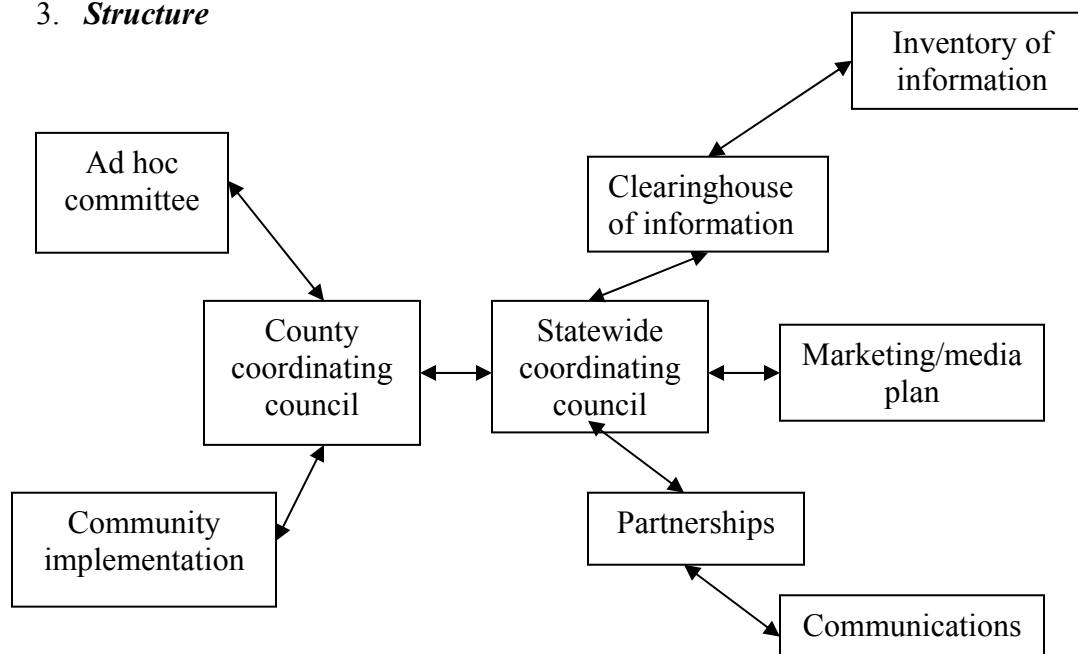 3. Structure
Inventory of
information
Ad hoc
committee
Clearinghouse
of information
County
coordinating
council
Statewide
coordinating
council
Marketing/media
plan
Community
implementation
Partnerships
Communications